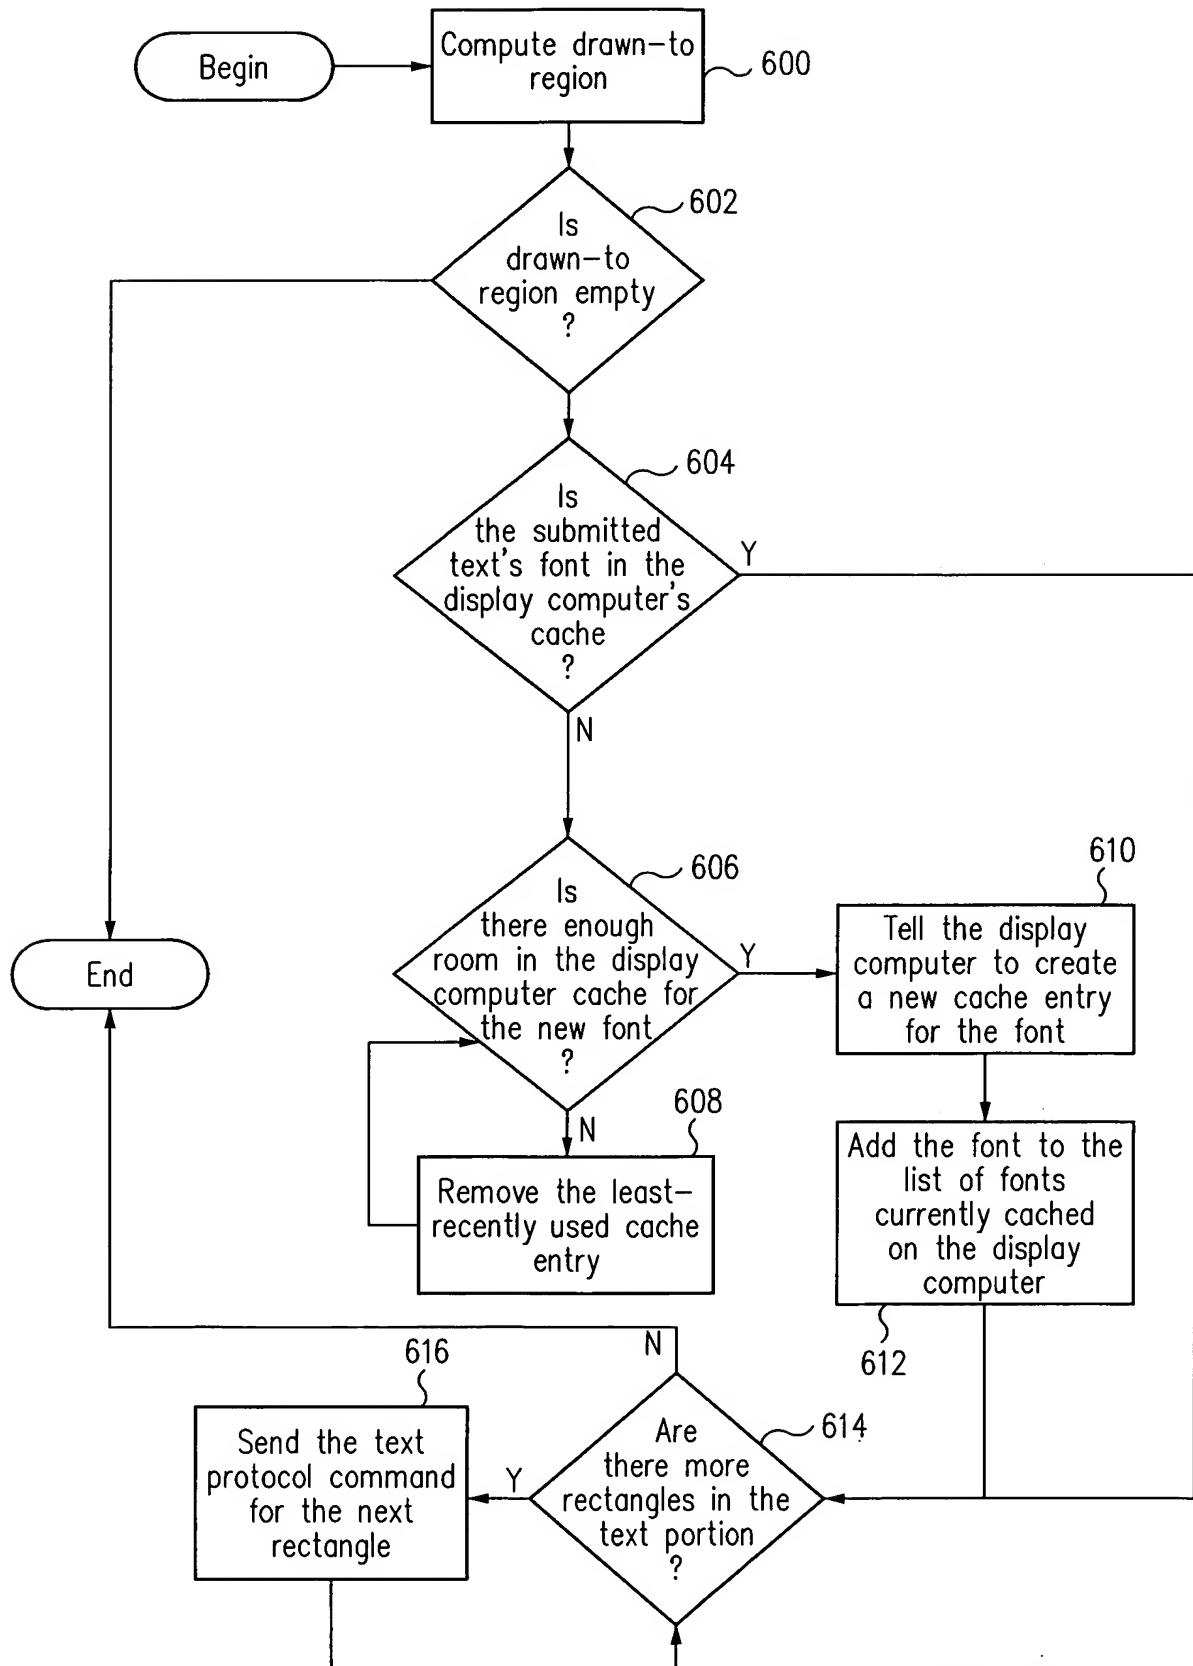 Begin
Compute drawn-to
region
600
602
Is
drawn-to
region empty
?
604
Is
the submitted
text's font in the
display computer's
cache
?
Y
N
606
Is
there enough
room in the display
computer cache for
the new font
?
Y
N
610
Tell the display
computer to create
a new cache entry
for the font
End
608
Remove the least-
recently used cache
entry
Add the font to the
list of fonts
currently cached
on the display
computer
612
N
616
Send the text
protocol command
for the next
rectangle
Y
614
Are
there more
rectangles in the
text portion
?